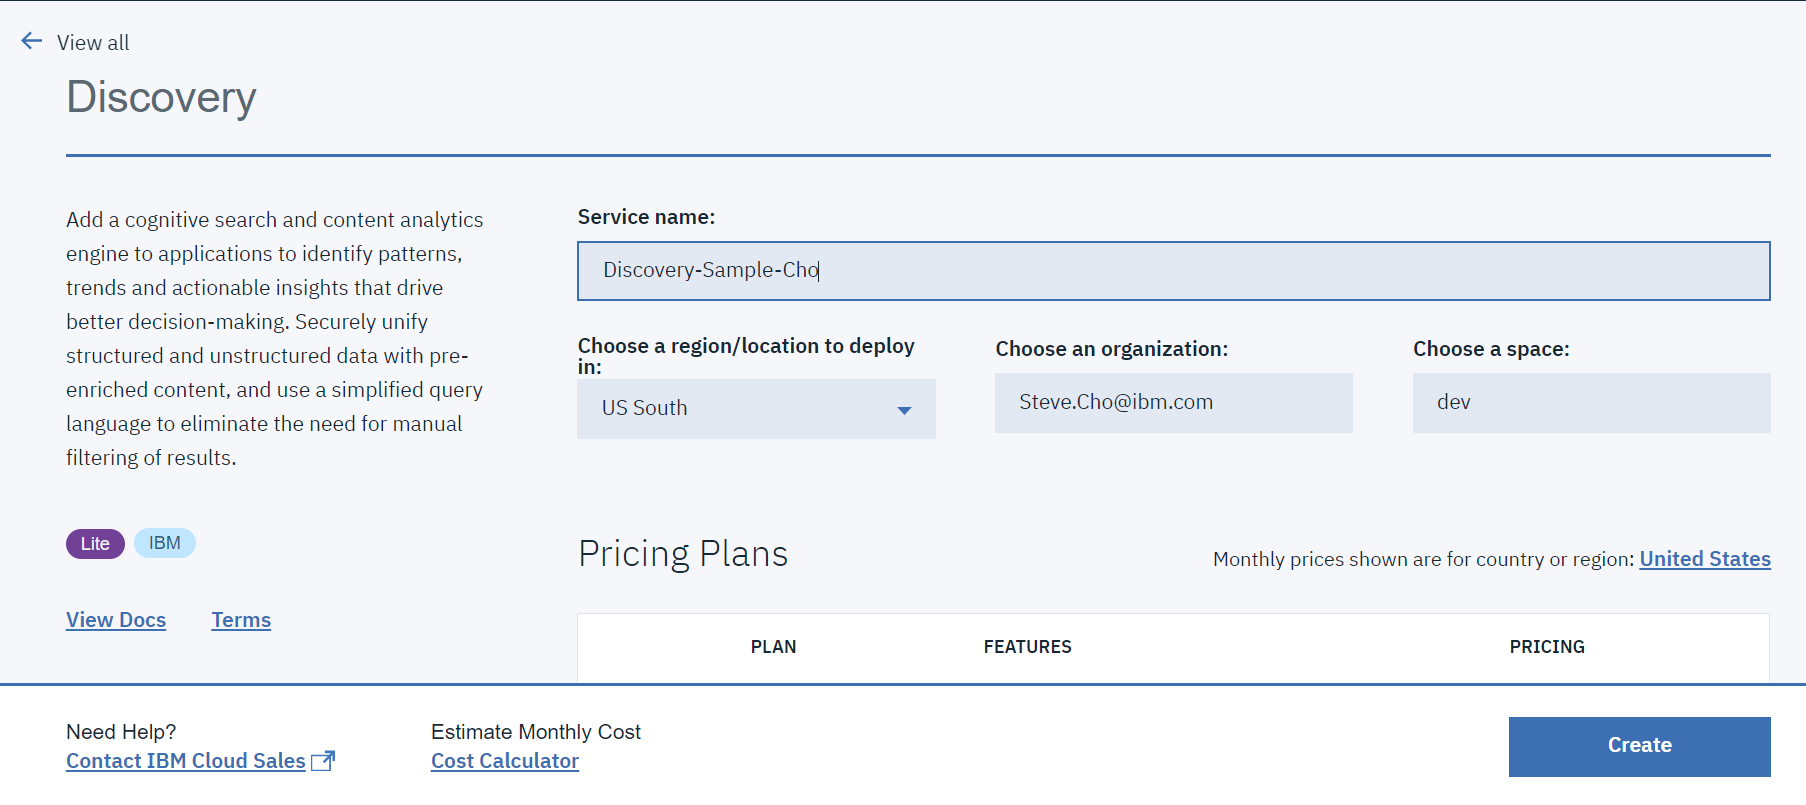 View all
Discovery
Add a cognitive search and content analytics
engine to applications to identify patterns,
trends and actionable insights that drive
better decision-making. Securely unify
structured and unstructured data with pre-
enriched content, and use a simplified query
language to eliminate the need for manual
filtering of results.
Lite
IBM
View Docs
Terms
Service name:
Discovery-Sample-Cho
Choose a region/location to deploy
in:
US South
Choose an organization:
Steve.Cho@ibm.com
Choose a space:
dev
Pricing Plans
Monthly prices shown are for country or region: United States
PLAN
FEATURES
PRICING
Need Help?
Contact IBM Cloud Sales
Estimate Monthly Cost
Cost Calculator
Create